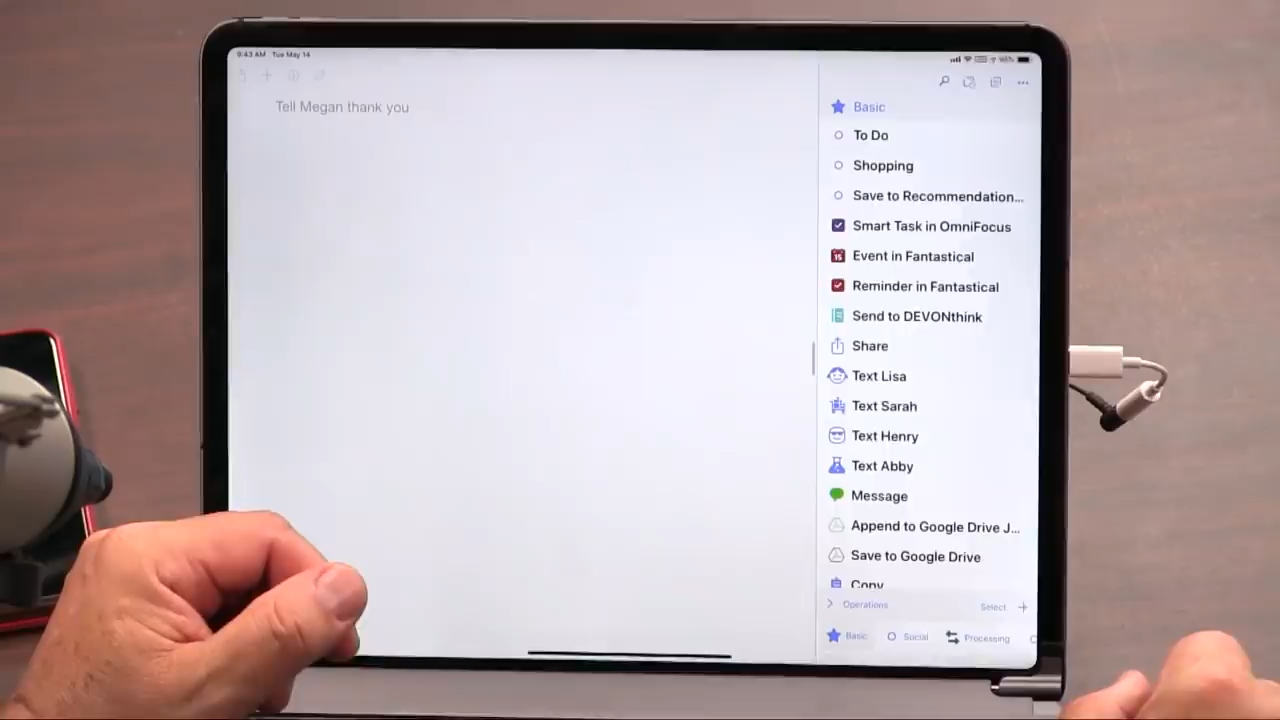 9:43 AM Tue May 14
Tell Megan thank you
Basic
To Do
Shopping
Save to Recommendation...
Smart Task in OmniFocus
Event in Fantastical
Reminder in Fantastical
Send to DEVONthink
Share
Text Lisa
Text Sarah
Text Henry
Text Abby
Message
Append to Google Drive J...
Save to Google Drive
Copy
Operations Select
Basic Social Processing